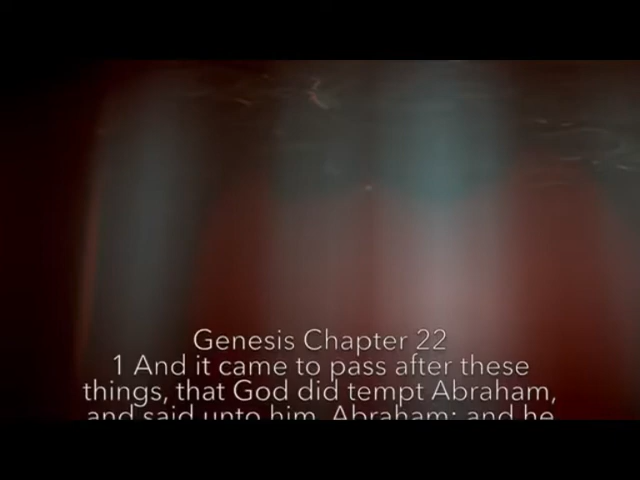 Genesis Chapter 22
1 And it came to pass after these
things, that God did tempt Abraham,
and said unto him, Abraham: and he